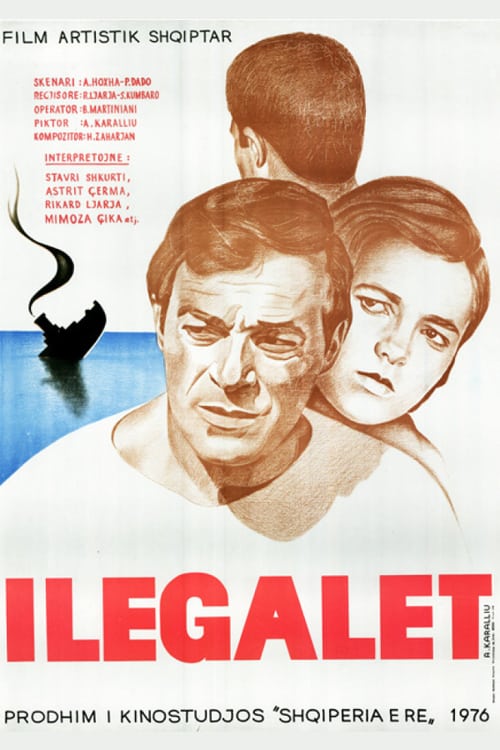 FILM ARTISTIK SHQIPTAR
SKENARI : A.HOXHA-P.DADO
REGJISORE: R.LJARJA-S.KUMBARO
OPERATOR : B.MARTINIANI
PIKTOR : A. KARALLIU
KOMPOZITOR : H.ZAHARJAN
INTERPRETOJNE :
STAVRI SHKURTI,
ASTRIT ÇERMA,
RIKARD LJARJA,
MIMOZA ÇIKA etj.
ILEGALET
A. KARALLIU
PRODHIM I KINOSTUDJOS "SHQIPERIA E RE„ 1976